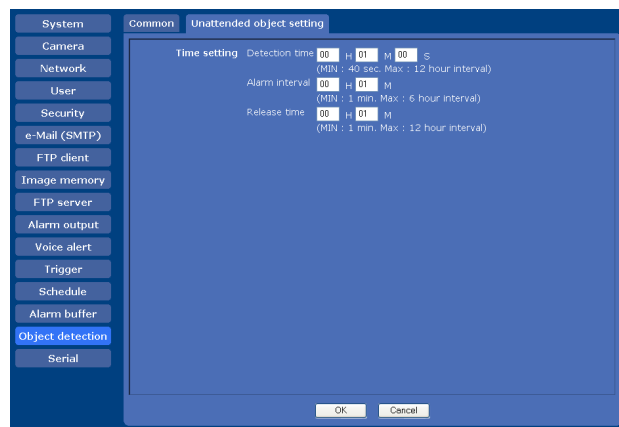 System
Camera
Network
User
Security
e-Mail (SMTP)
FTP client
Image memory
FTP server
Alarm output
Voice alert
Trigger
Schedule
Alarm buffer
Object detection
Serial
Common Unattended object setting
Time setting Detection time 00 H 01 M 00 S
(MIN : 40 sec. Max : 12 hour interval)
Alarm interval 00 H 01 M
(MIN : 1 min. Max : 6 hour interval)
Release time 00 H 01 M
(MIN : 1 min. Max : 12 hour interval)
OK Cancel